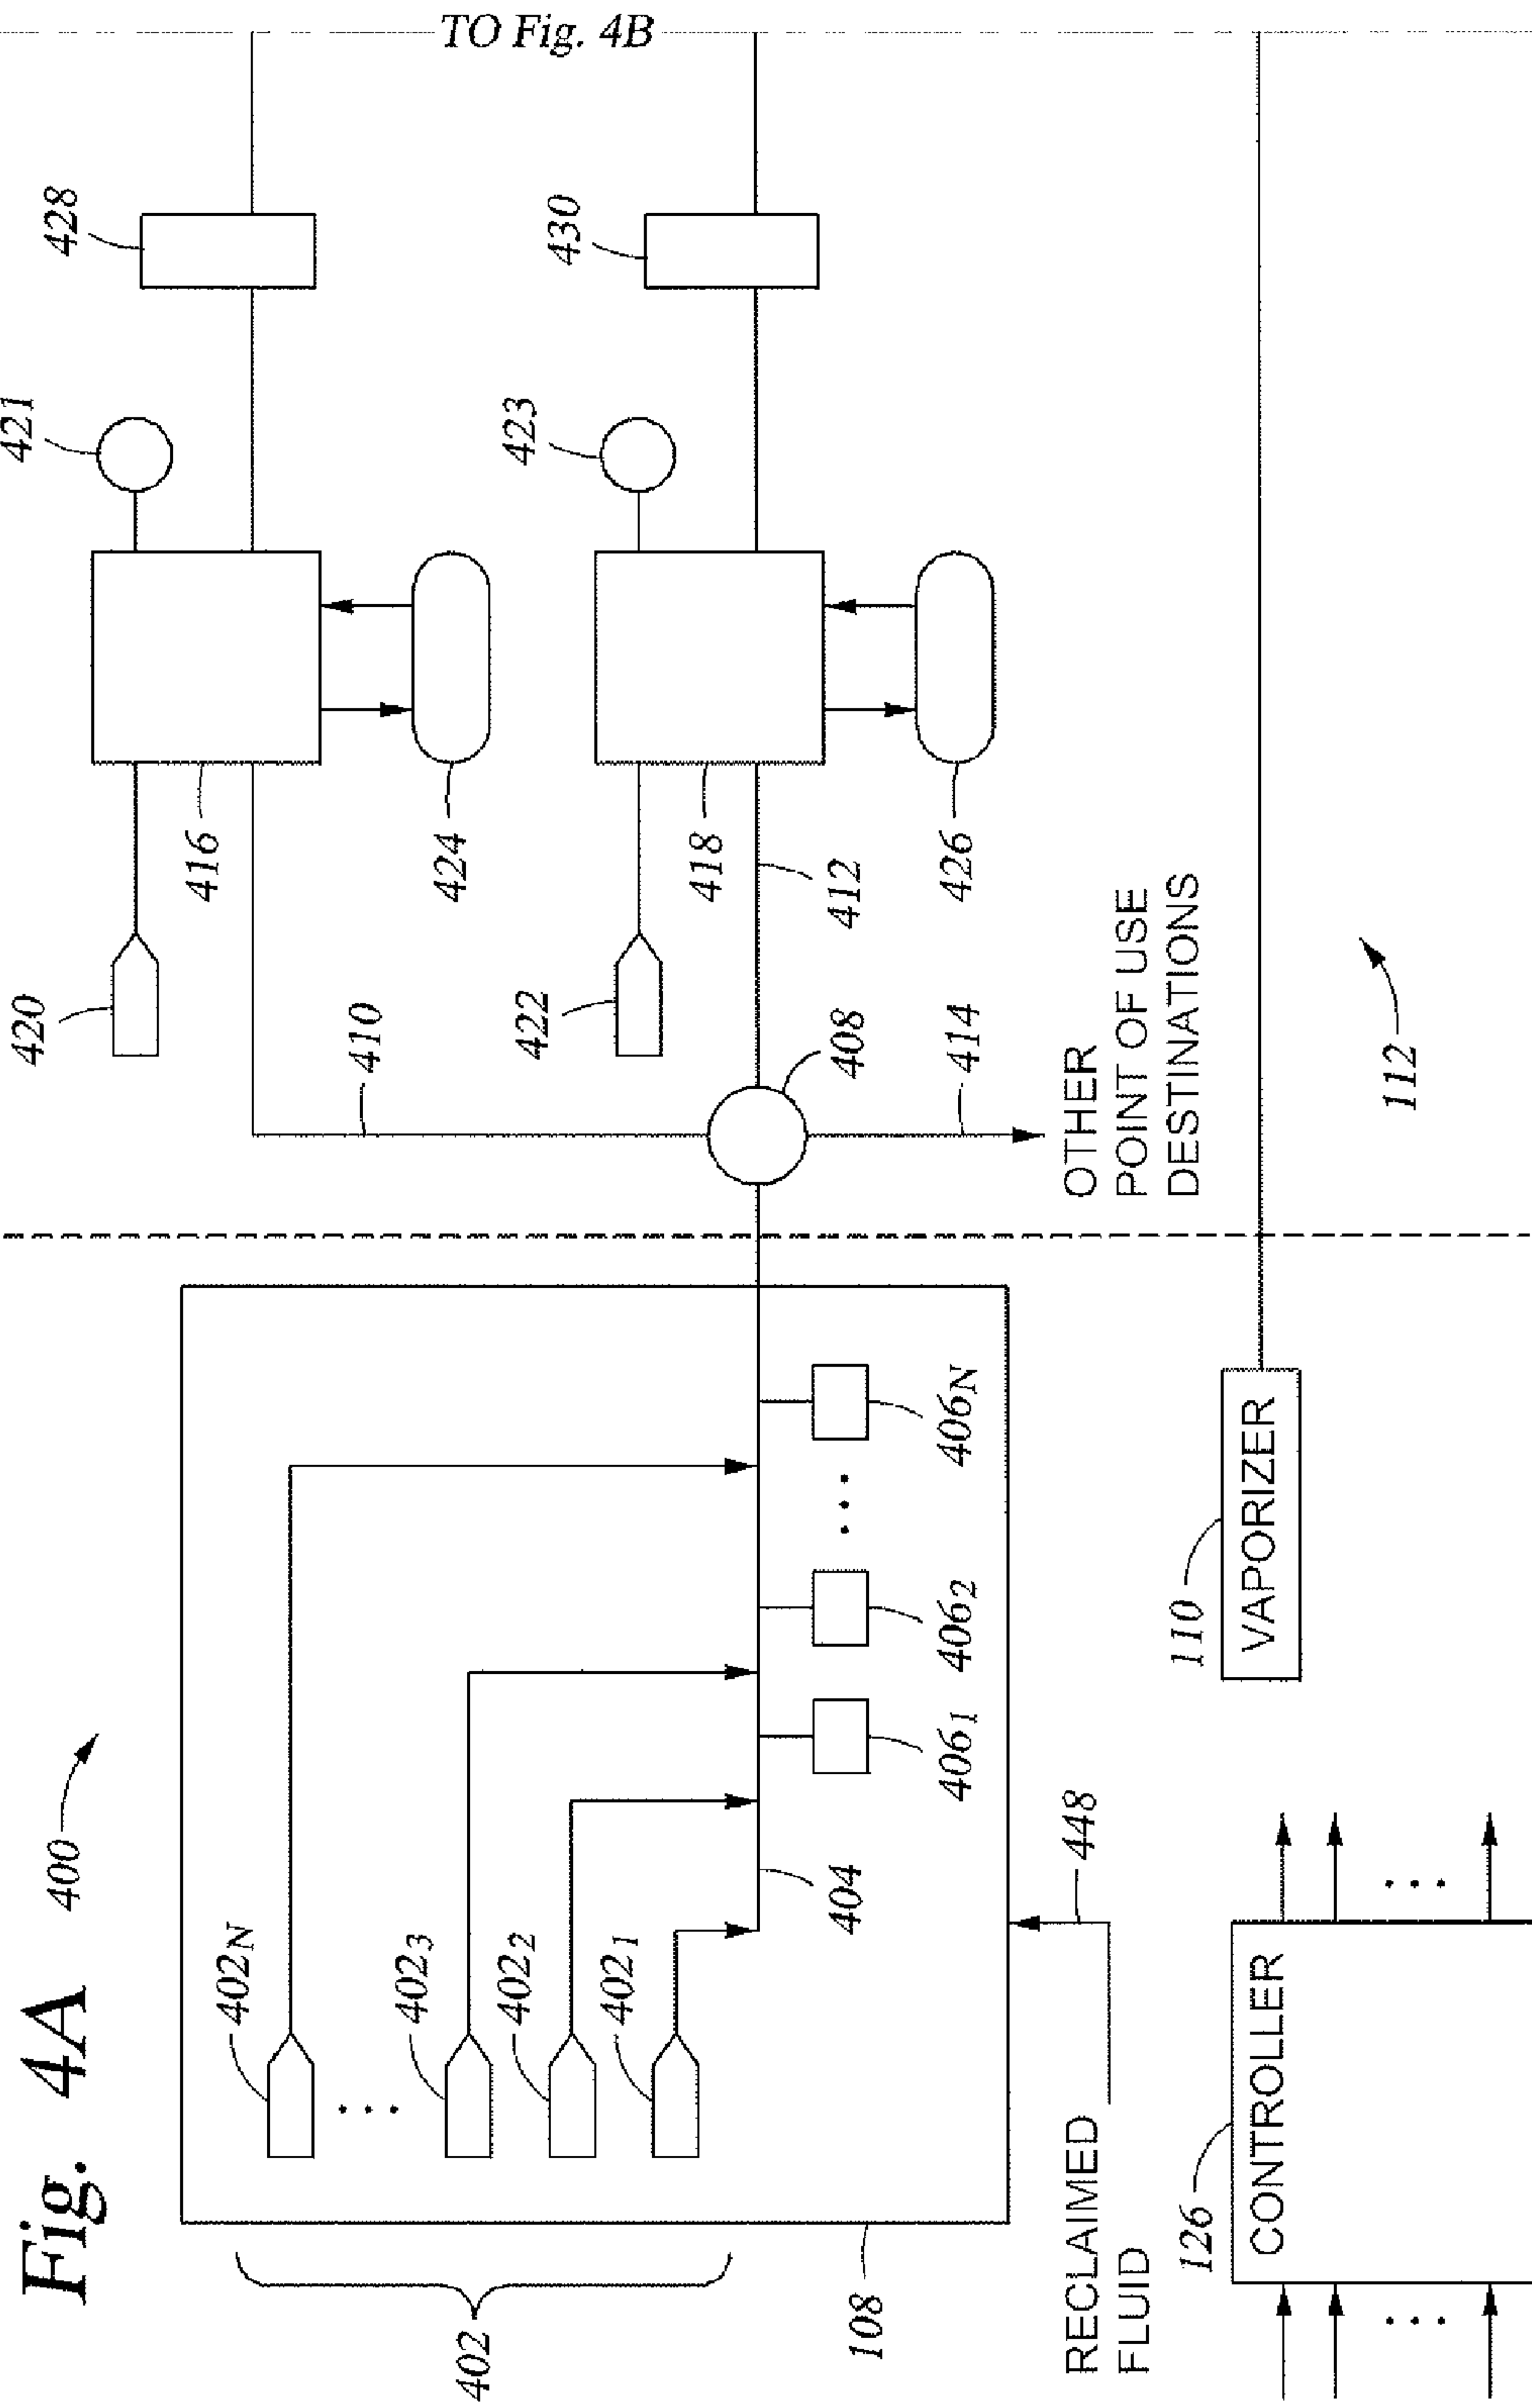 Fig. 4A
400
TO Fig. 4B
420
421
428
416
424
410
422
423
430
418
412
426
408
414
OTHER
POINT OF USE
DESTINATIONS
112
402
402N
402₃
402₂
402₁
404
406₁
406₂
406N
...
...
108
448
RECLAIMED
FLUID
110
VAPORIZER
126
CONTROLLER
...
...